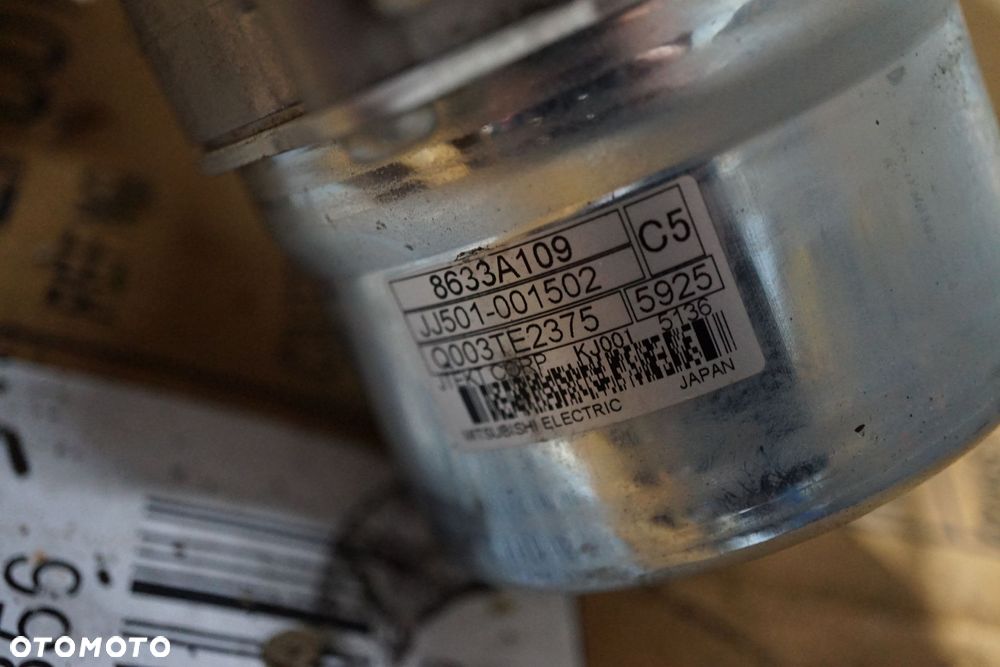 8633A109
C5
JJ501-001502
Q003TE2375
5925
JTEKT CORP KJ001 5136
MITSUBISHI ELECTRIC
JAPAN
OTOMOTO